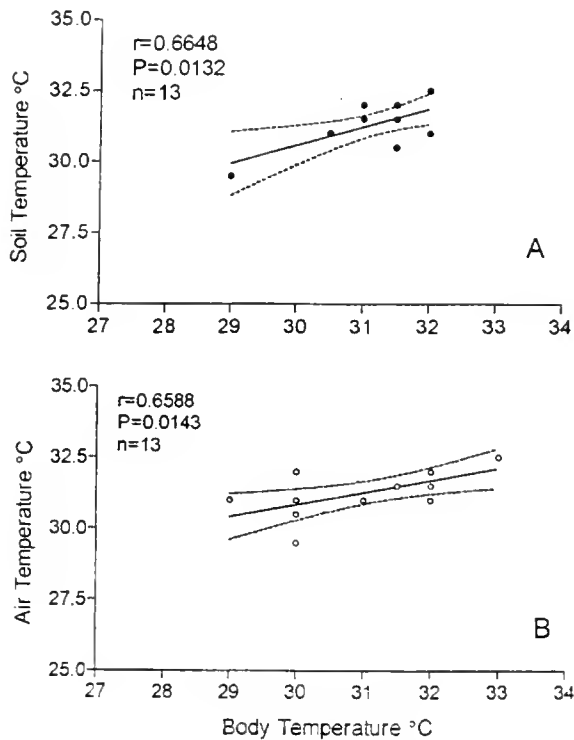 r=0.6648
P=0.0132
n=13
Soil Temperature °C
35.0
32.5
30.0
27.5
25.0
27 28 29 30 31 32 33 34
A
r=0.6588
P=0.0143
n=13
Air Temperature °C
35.0
32.5
30.0
27.5
25.0
27 28 29 30 31 32 33 34
B
Body Temperature °C